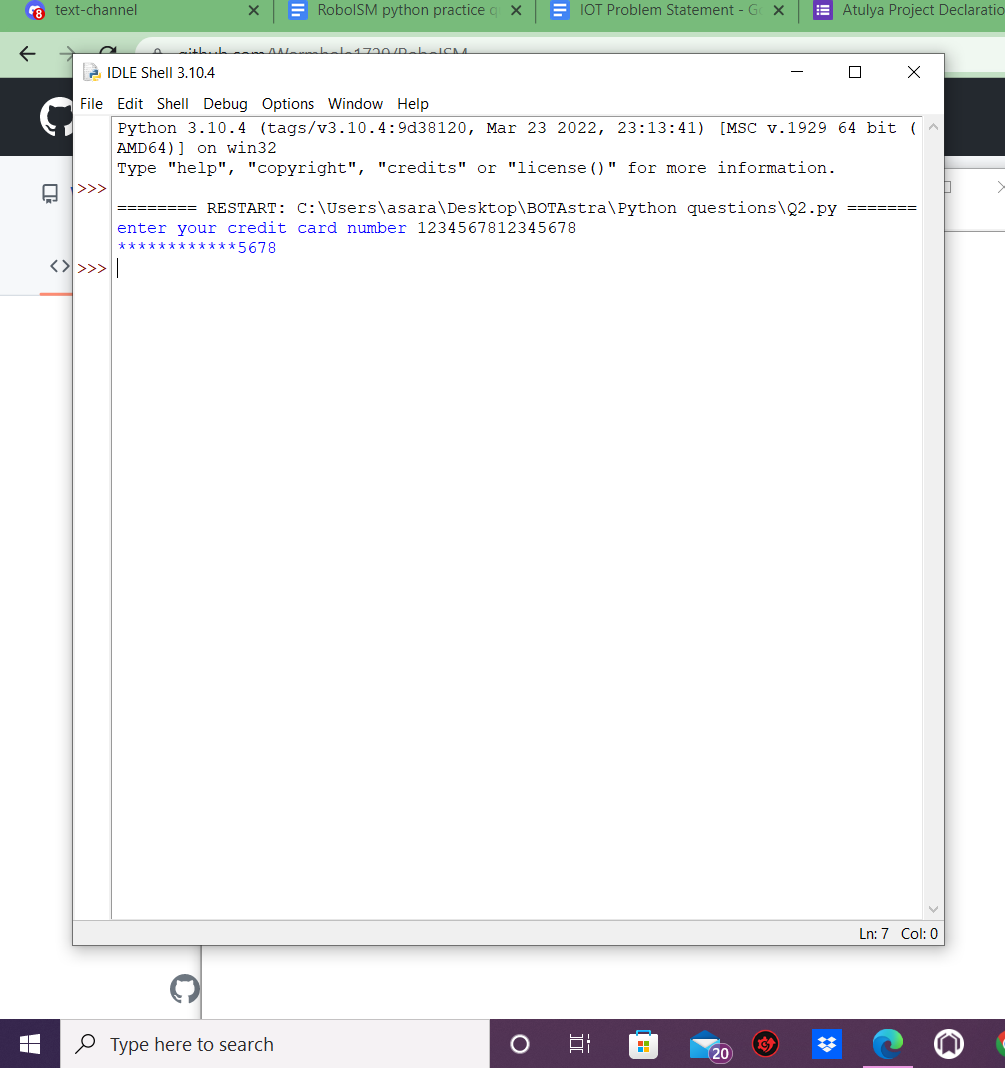 8 text-channel
RoboISM python practice q
IOT Problem Statement - G
Atulya Project Declaratio
IDLE Shell 3.10.4
File Edit Shell Debug Options Window Help
Python 3.10.4 (tags/v3.10.4:9d38120, Mar 23 2022, 23:13:41) [MSC v.1929 64 bit (
AMD64)] on win32
Type "help", "copyright", "credits" or "license()" for more information.
>>>
======== RESTART: C:\Users\asara\Desktop\BOTAstra\Python questions\Q2.py =======
enter your credit card number 1234567812345678
************5678
>>>
Ln: 7 Col: 0
Type here to search
20